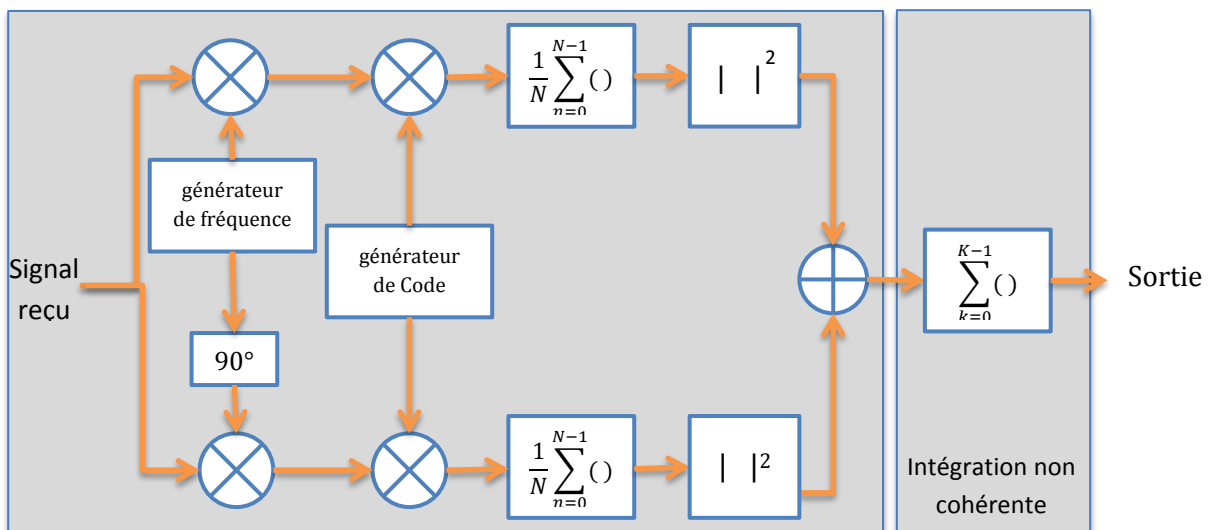 1/N ∑_{n=0}^{N-1} ( )
| |²
générateur
de fréquence
générateur
de Code
Signal
reçu
∑_{k=0}^{K-1} ( )
Sortie
90°
1/N ∑_{n=0}^{N-1} ( )
| |²
Intégration non
cohérente